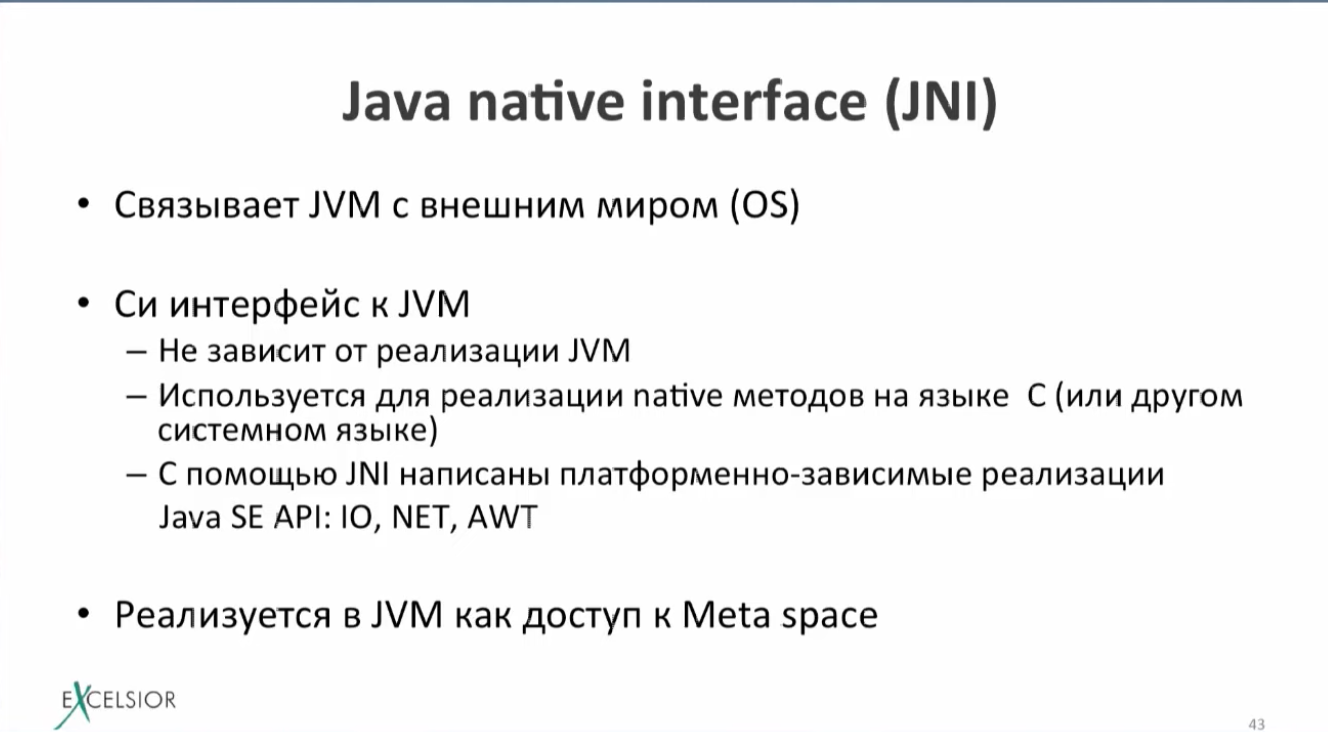 Java native interface (JNI)
• Связывает JVM с внешним миром (OS)
• Си интерфейс к JVM
– Не зависит от реализации JVM
– Используется для реализации native методов на языке C (или другом
системном языке)
– С помощью JNI написаны платформенно-зависимые реализации
Java SE API: IO, NET, AWT
• Реализуется в JVM как доступ к Meta space
EXCELSIOR
43